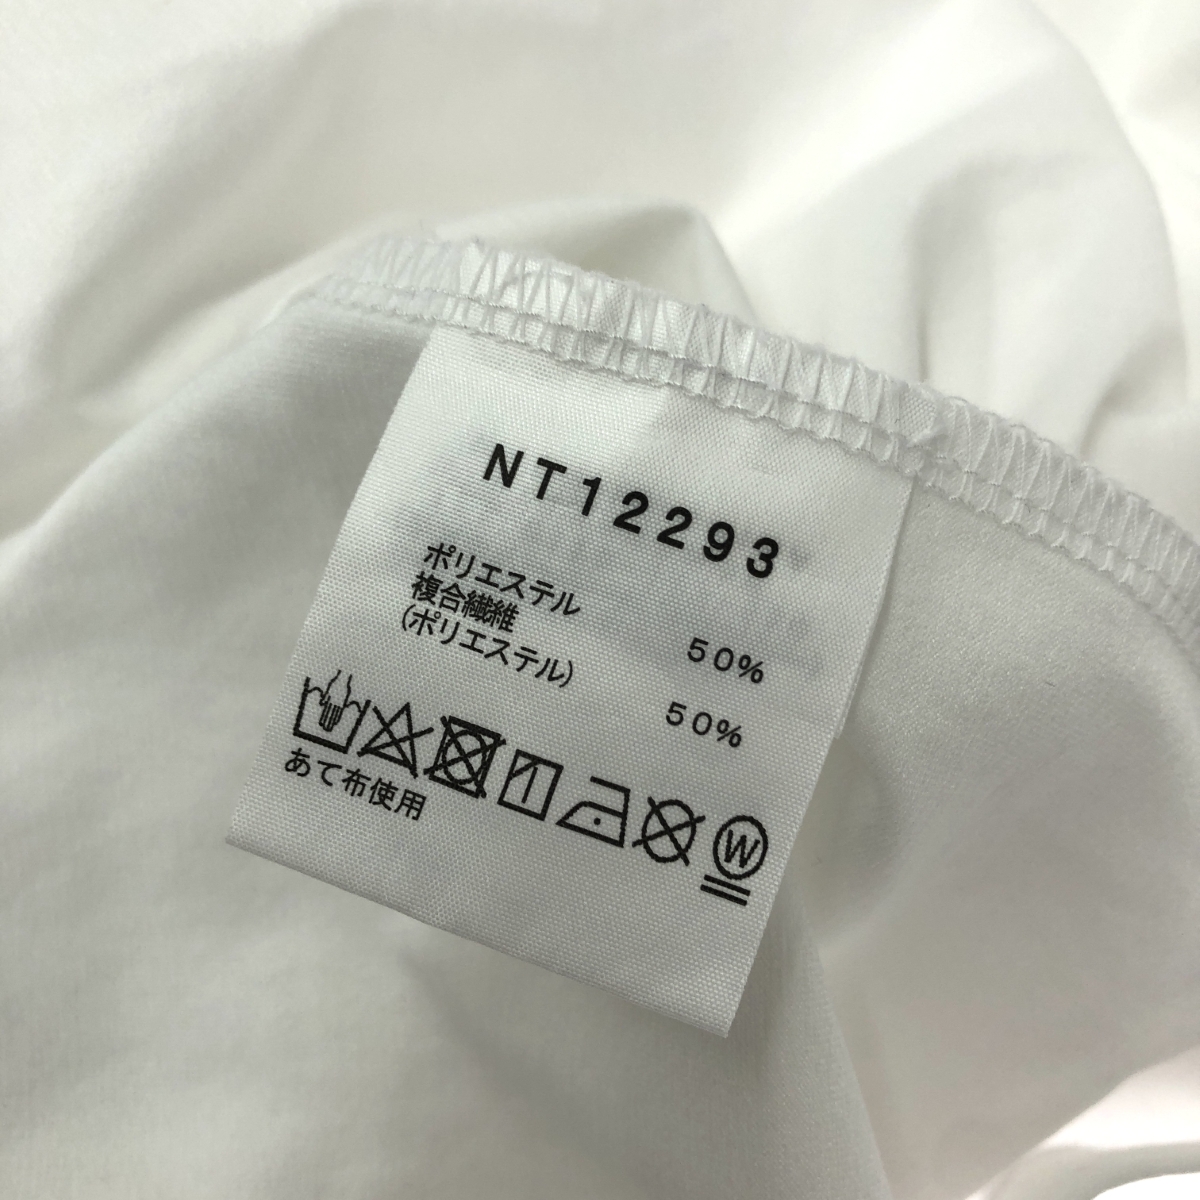 NT12293
ポリエステル 50%
複合繊維
(ポリエステル) 50%
W
あて布使用